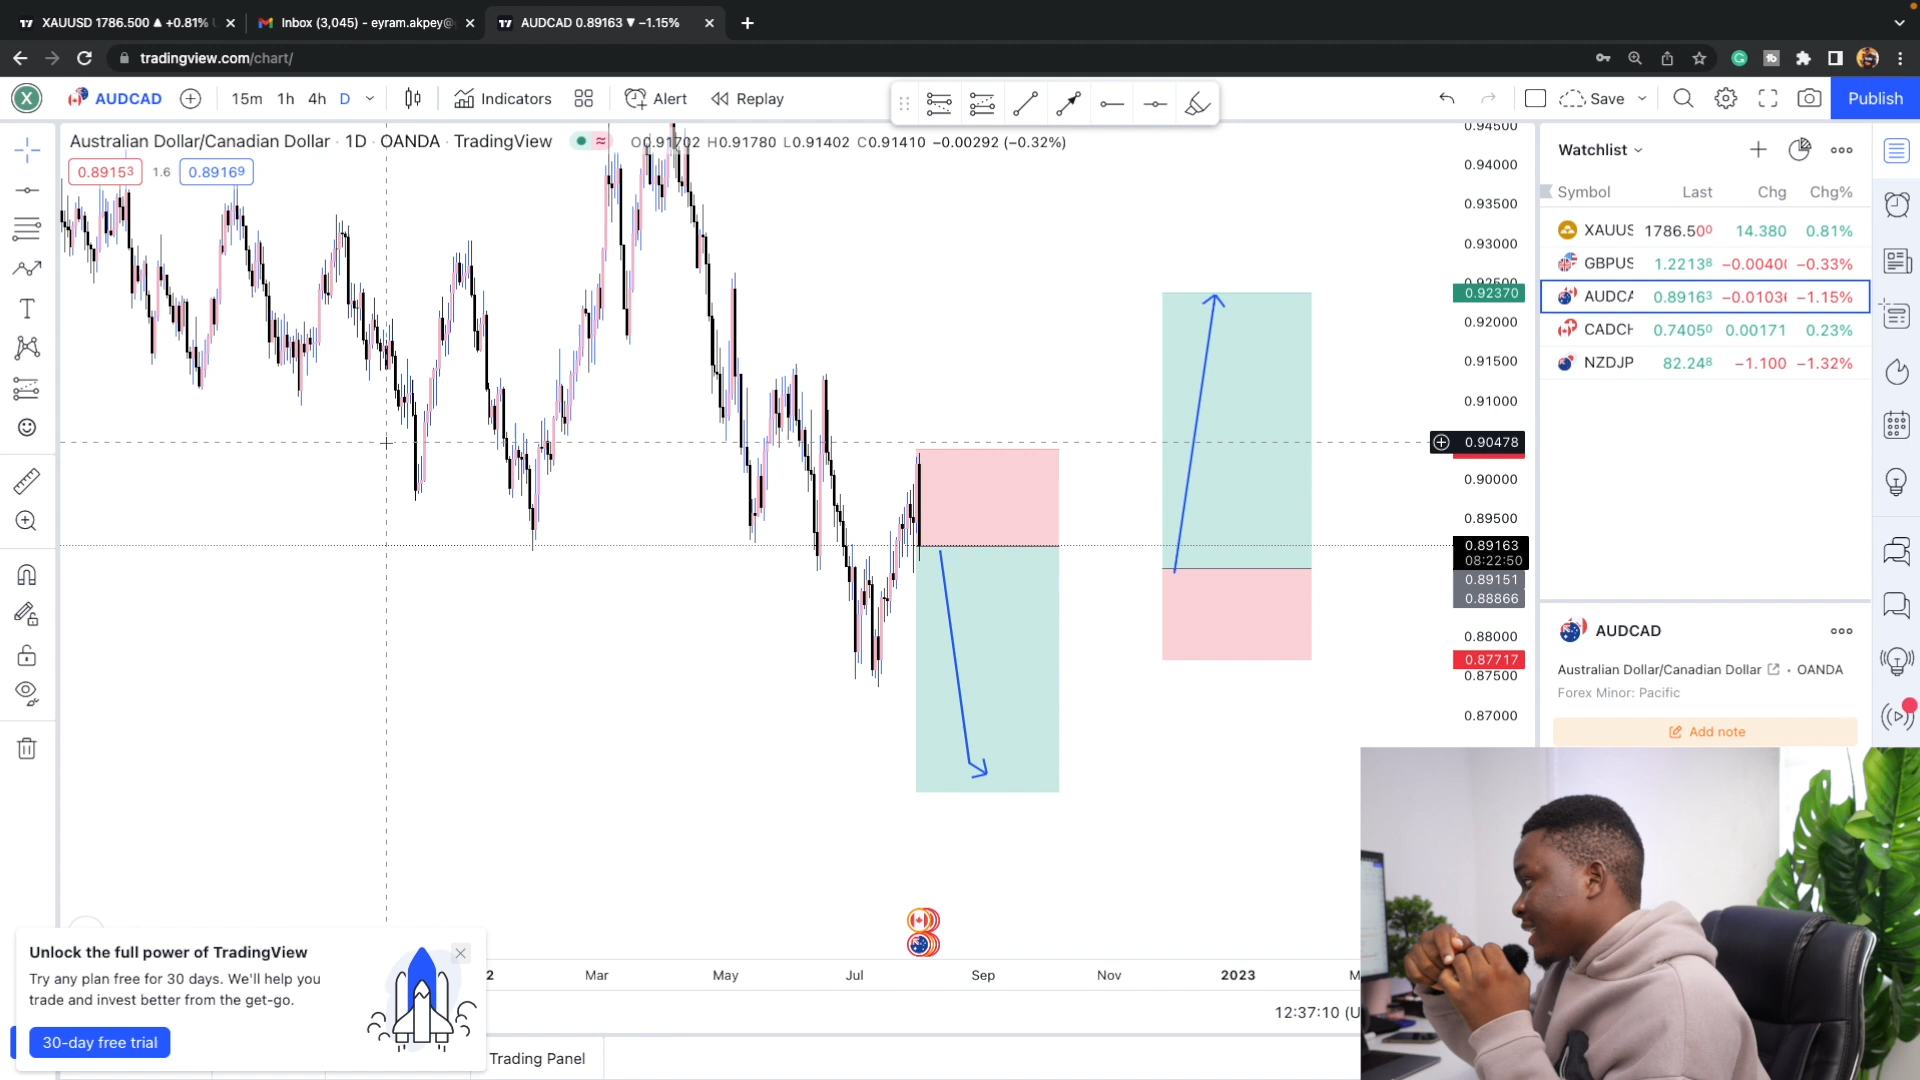 XAUUSD 1786.500 ▲ +0.81%
Inbox (3,045) - eyram.akpey@
AUDCAD 0.89163 ▼ −1.15%
tradingview.com/chart/
X
AUDCAD 15m 1h 4h D Indicators Alert Replay Save Publish
Australian Dollar/Canadian Dollar · 1D · OANDA · TradingView O0.91702 H0.91780 L0.91402 C0.91410 −0.00292 (−0.32%)
0.89153 1.6 0.89169
0.94500
0.94000
0.93500
0.93000
0.92500
0.92370
0.92000
0.91500
0.91000
0.90478
0.90000
0.89500
0.89163
08:22:50
0.89151
0.88866
0.88000
0.87717
0.87500
0.87000
Watchlist
Symbol Last Chg Chg%
XAUUS 1786.500 14.380 0.81%
GBPUS 1.22138 −0.0040 −0.33%
AUDCA 0.89163 −0.0103 −1.15%
CADCH 0.74050 0.00171 0.23%
NZDJP 82.248 −1.100 −1.32%
AUDCAD
Australian Dollar/Canadian Dollar • OANDA
Forex Minor: Pacific
Add note
Unlock the full power of TradingView
Try any plan free for 30 days. We'll help you
trade and invest better from the get-go.
30-day free trial
2 Mar May Jul Sep Nov 2023 M
12:37:10 (U
Trading Panel